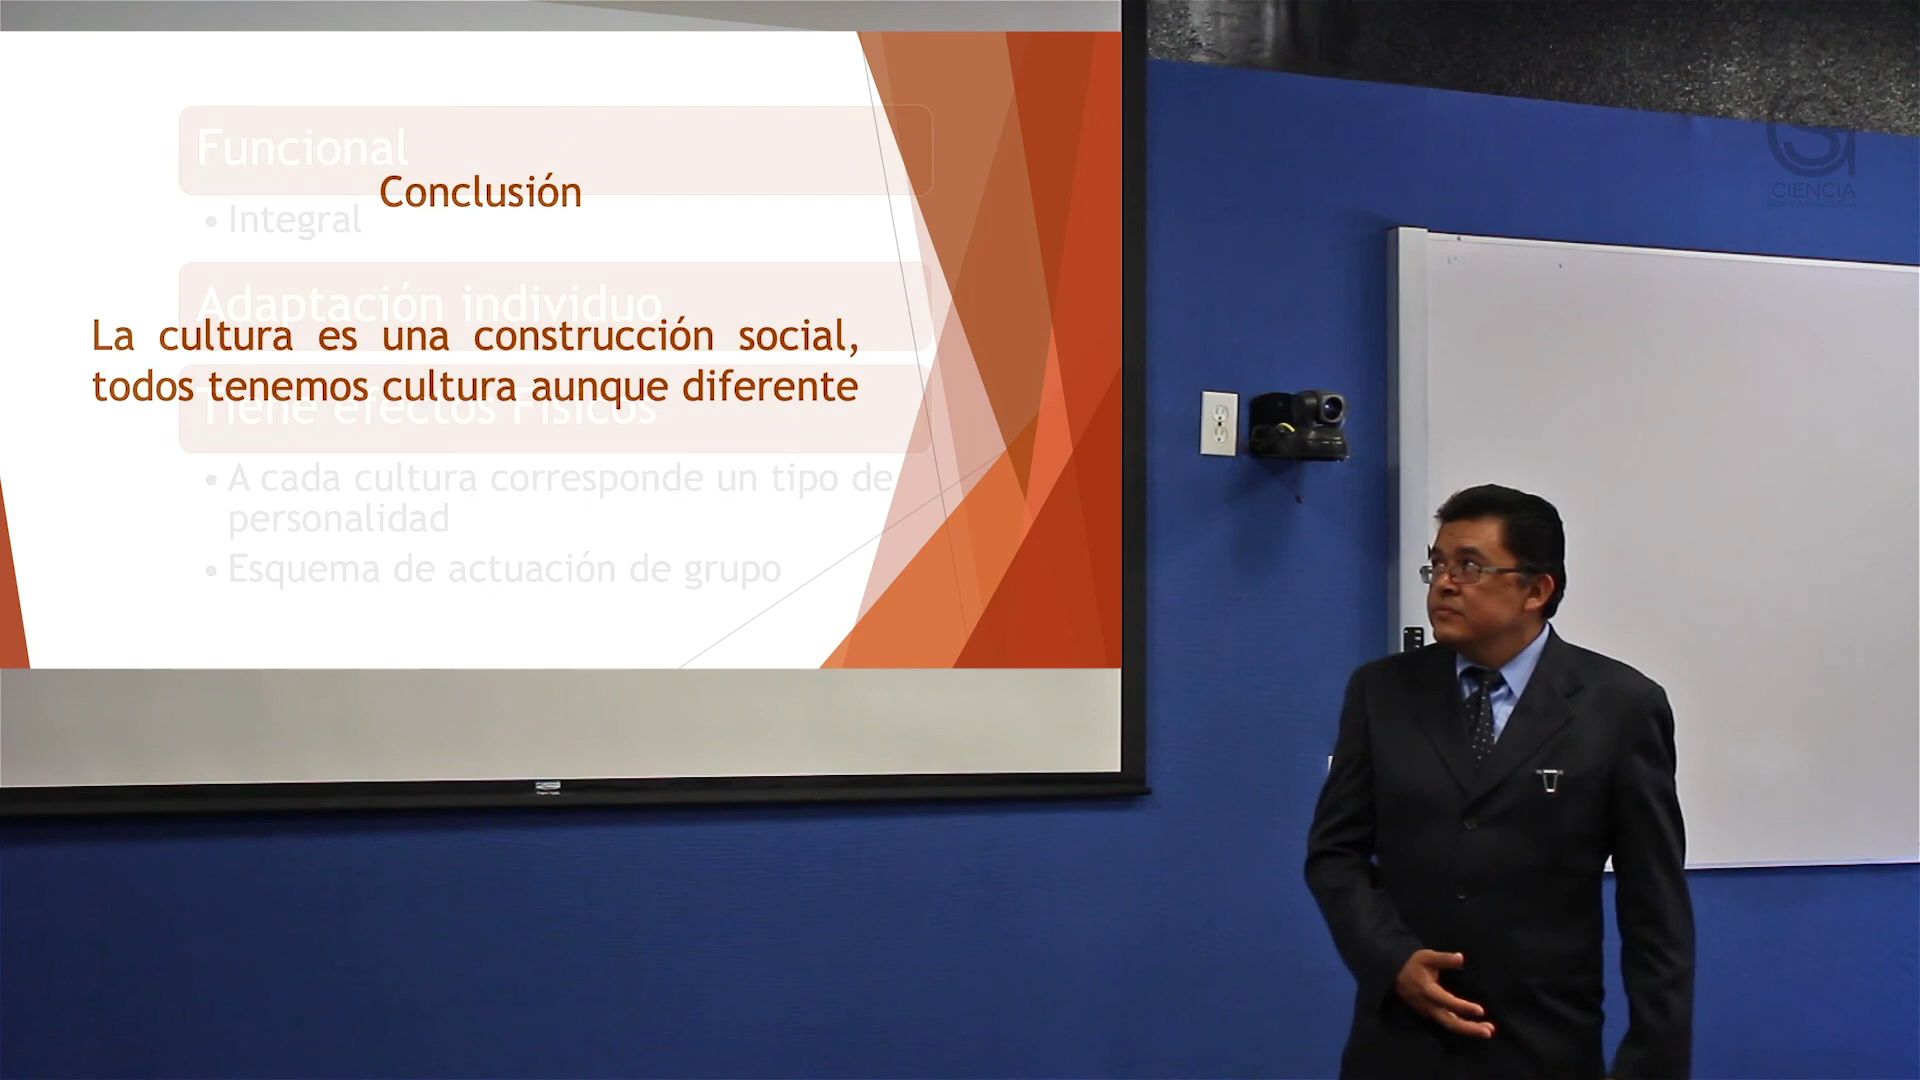 Funcional
Conclusión
• Integral
Adaptación individuo
La cultura es una construcción social,
todos tenemos cultura aunque diferente
Tiene efectos Físicos
• A cada cultura corresponde un tipo de
personalidad
• Esquema de actuación de grupo
CIENCIA